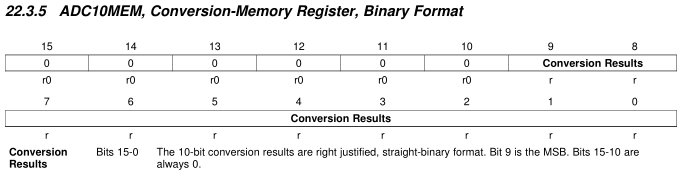 22.3.5 ADC10MEM, Conversion-Memory Register, Binary Format
15 14 13 12 11 10 9 8
0 0 0 0 0 0 Conversion Results
r0 r0 r0 r0 r0 r0 r r
7 6 5 4 3 2 1 0
Conversion Results
r r r r r r r r
Conversion Bits 15-0 The 10-bit conversion results are right justified, straight-binary format. Bit 9 is the MSB. Bits 15-10 are
Results always 0.